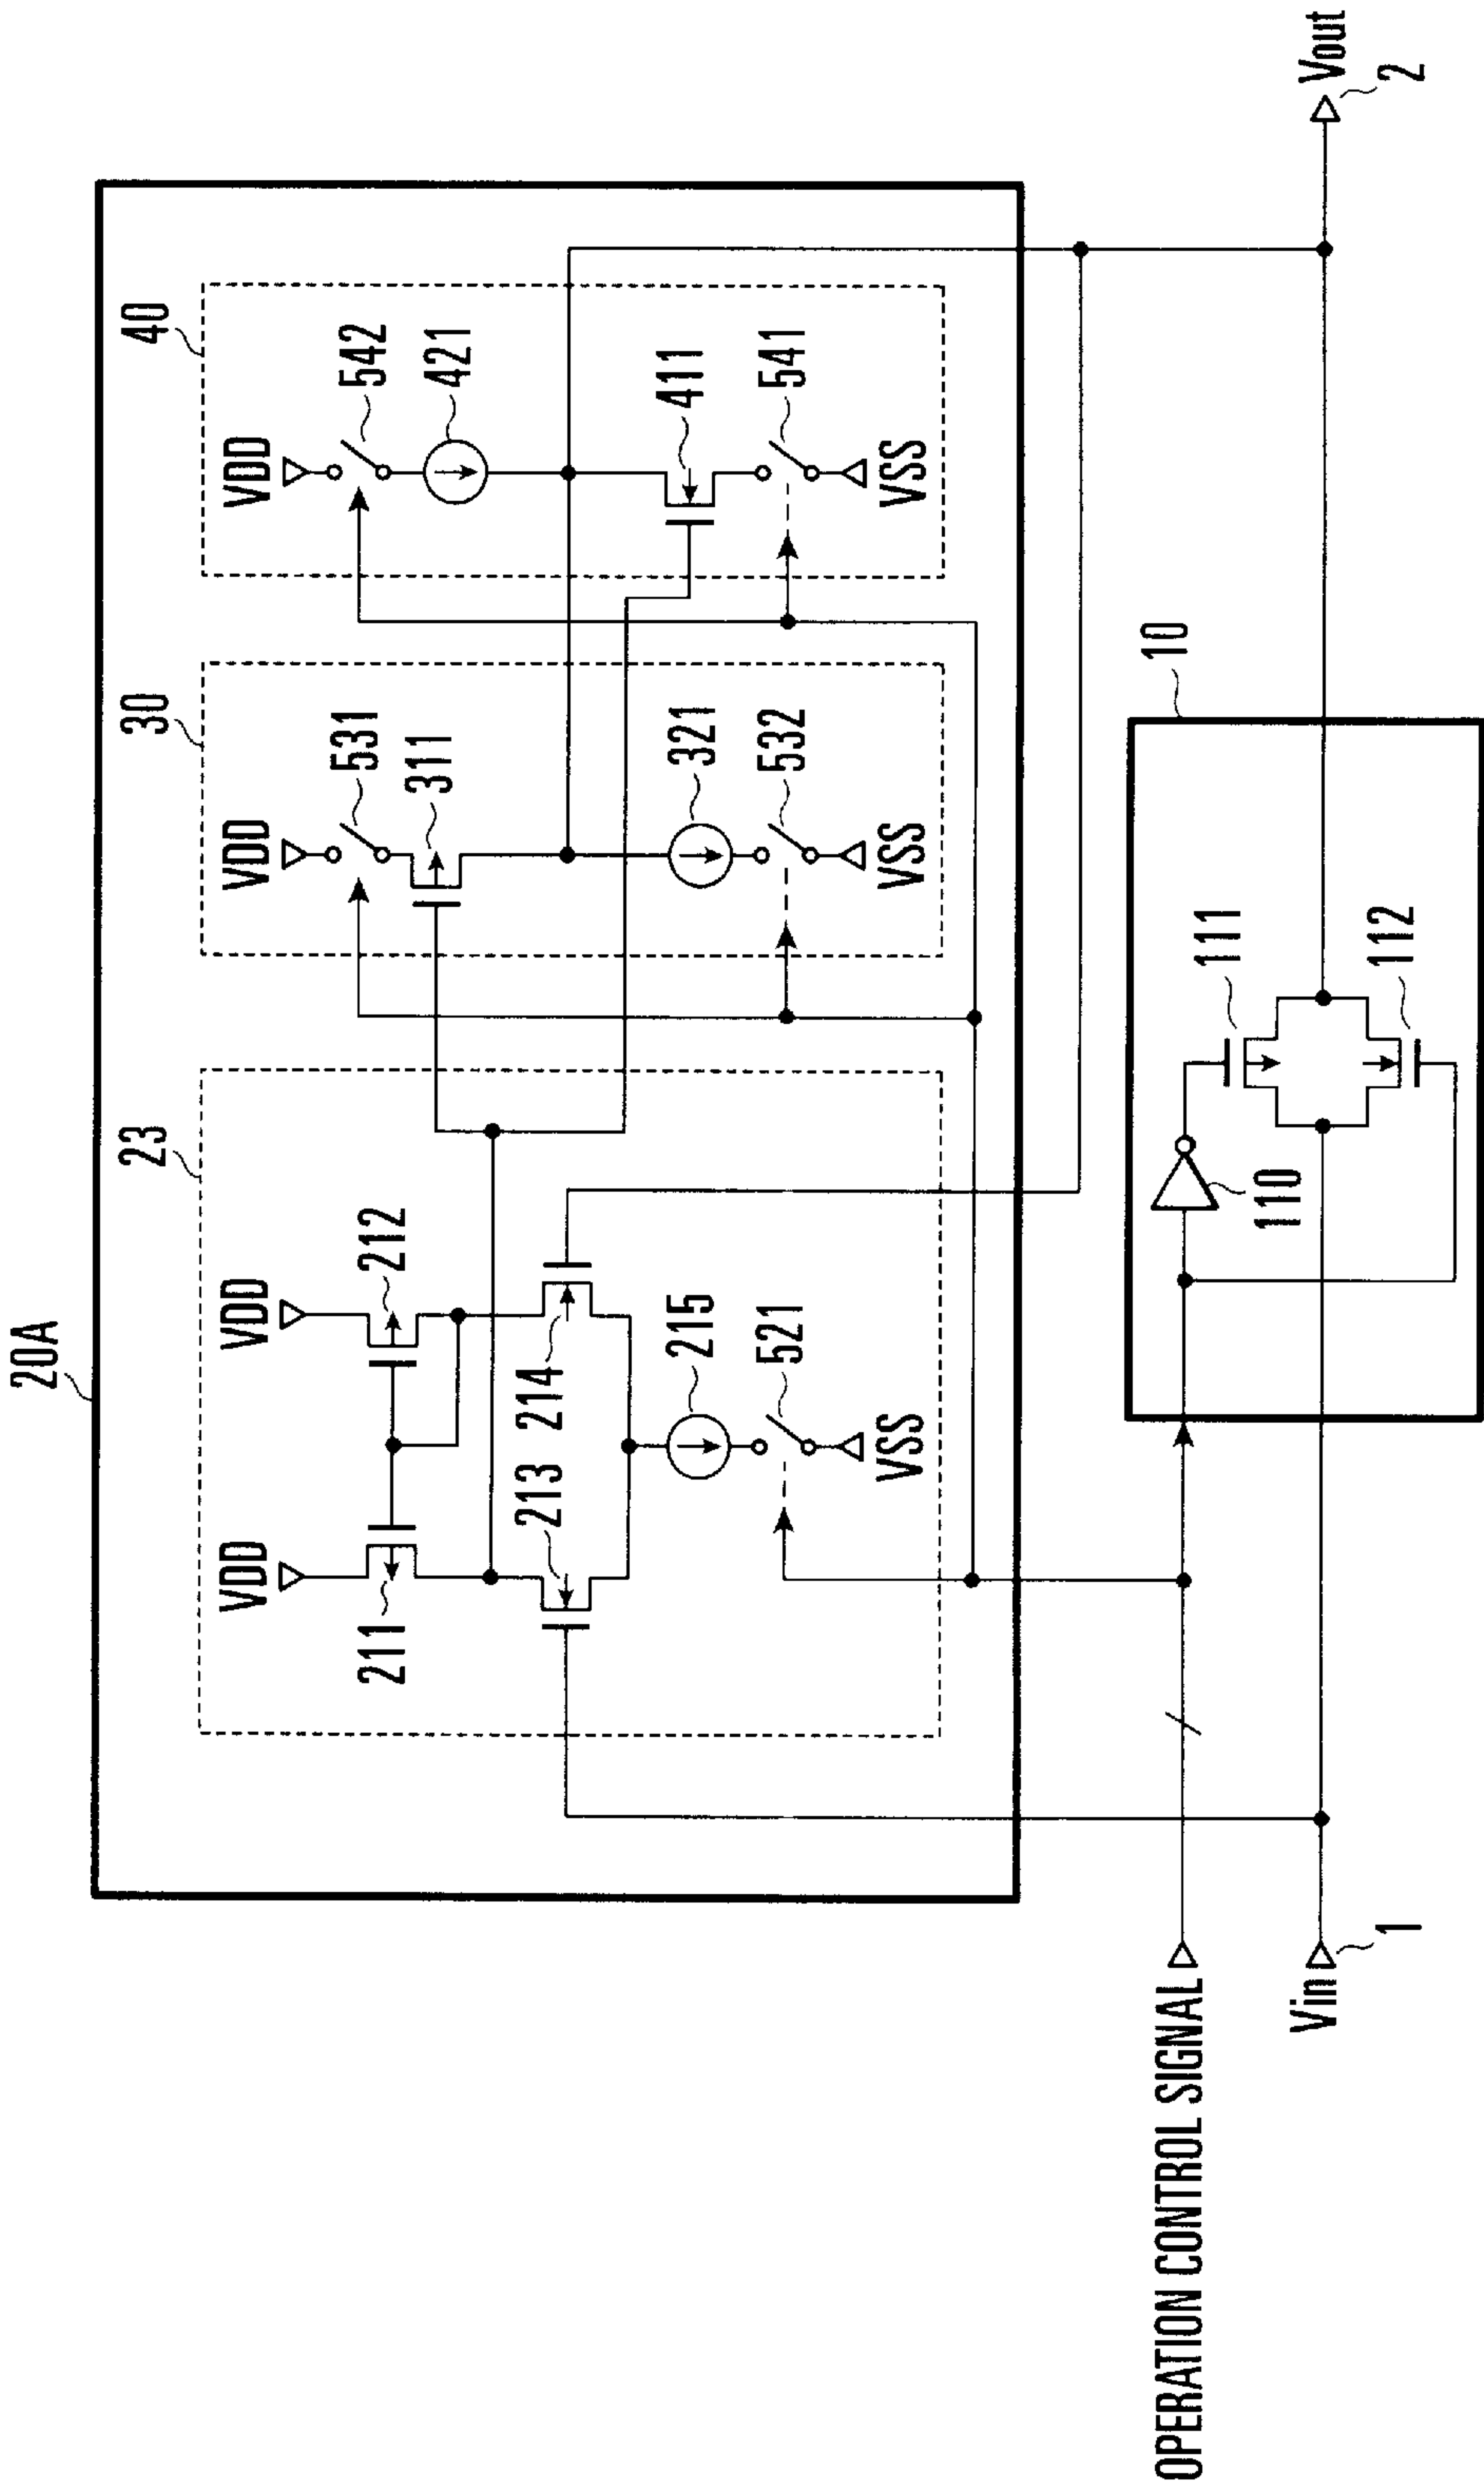 20A
23
30
40
VDD
VDD
VDD
VDD
211
212
531
311
542
421
213
214
215
521
321
532
411
541
VSS
VSS
VSS
10
110
111
112
OPERATION CONTROL SIGNAL
Vin
1
Vout
2